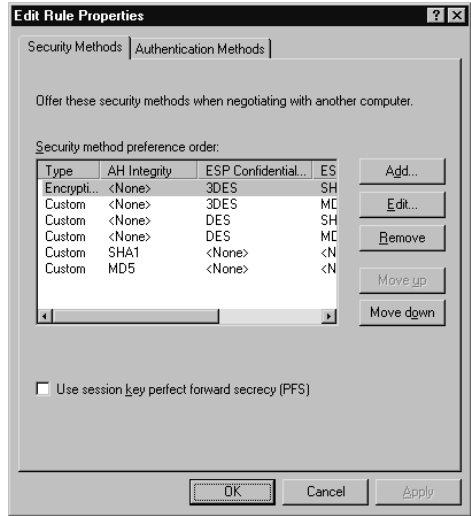 Edit Rule Properties
Security Methods Authentication Methods
Offer these security methods when negotiating with another computer.
Security method preference order:
Type AH Integrity ESP Confidential... ES
Encrypti... <None> 3DES SH
Custom <None> 3DES MD
Custom <None> DES SH
Custom <None> DES MD
Custom SHA1 <None> <N
Custom MD5 <None> <N
Add...
Edit...
Remove
Move up
Move down
Use session key perfect forward secrecy (PFS)
OK Cancel Apply